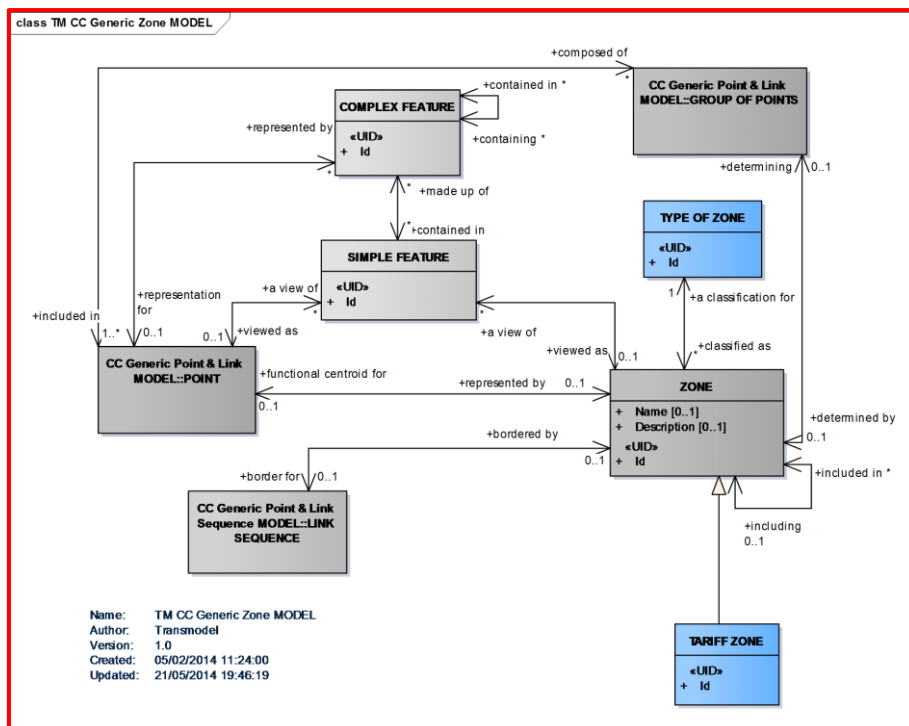 class TM CC Generic Zone MODEL
+composed of
*
CC Generic Point & Link
MODEL::GROUP OF POINTS
+contained in *
COMPLEX FEATURE
«UID»
+ Id
+containing *
+represented by
*
+determining
0..1
*
+made up of
TYPE OF ZONE
«UID»
+ Id
*
+contained in
SIMPLE FEATURE
«UID»
+ Id
+representation
for
0..1
+a view of
*
*
+a view of
1
+a classification for
+included in
1..*
0..1
+viewed as
+viewed as
0..1
*
+classified as
CC Generic Point & Link
MODEL::POINT
+functional centroid for
0..1
+represented by
0..1
ZONE
+ Name [0..1]
+ Description [0..1]
«UID»
+ Id
+determined by
0..1
+bordered by
0..1
+included in *
+border for
0..1
+including
0..1
CC Generic Point & Link
Sequence MODEL::LINK
SEQUENCE
Name: TM CC Generic Zone MODEL
Author: Transmodel
Version: 1.0
Created: 05/02/2014 11:24:00
Updated: 21/05/2014 19:46:19
TARIFF ZONE
«UID»
+ Id